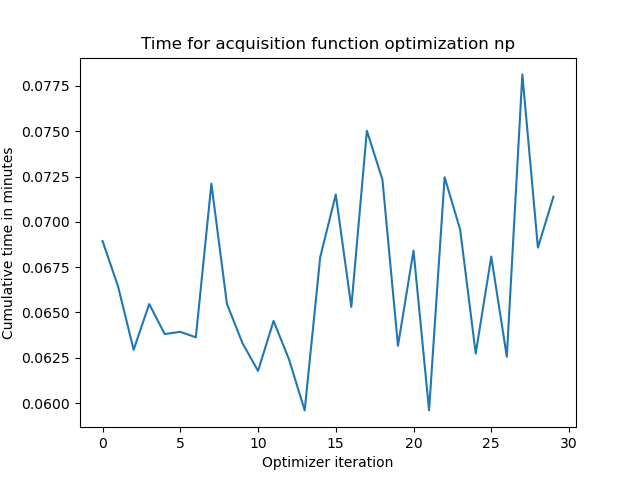 Time for acquisition function optimization np
Cumulative time in minutes
0.0775
0.0750
0.0725
0.0700
0.0675
0.0650
0.0625
0.0600
0 5 10 15 20 25 30
Optimizer iteration